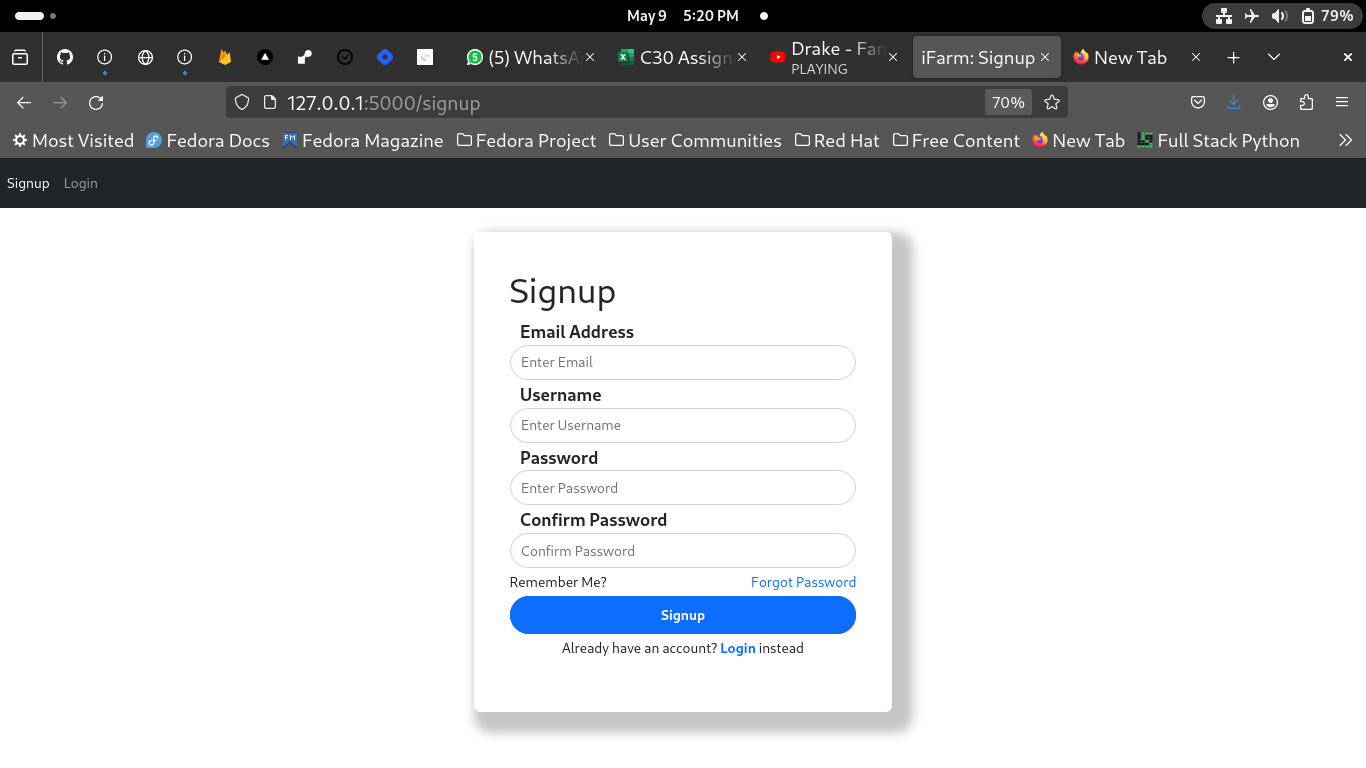 May 9 5:20 PM 79%
(5) WhatsA C30 Assign Drake - Fan iFarm: Signup New Tab
PLAYING
127.0.0.1:5000/signup 70%
Most Visited Fedora Docs FM Fedora Magazine Fedora Project User Communities Red Hat Free Content New Tab Full Stack Python
Signup Login
Signup
Email Address
Enter Email
Username
Enter Username
Password
Enter Password
Confirm Password
Confirm Password
Remember Me? Forgot Password
Signup
Already have an account? Login instead